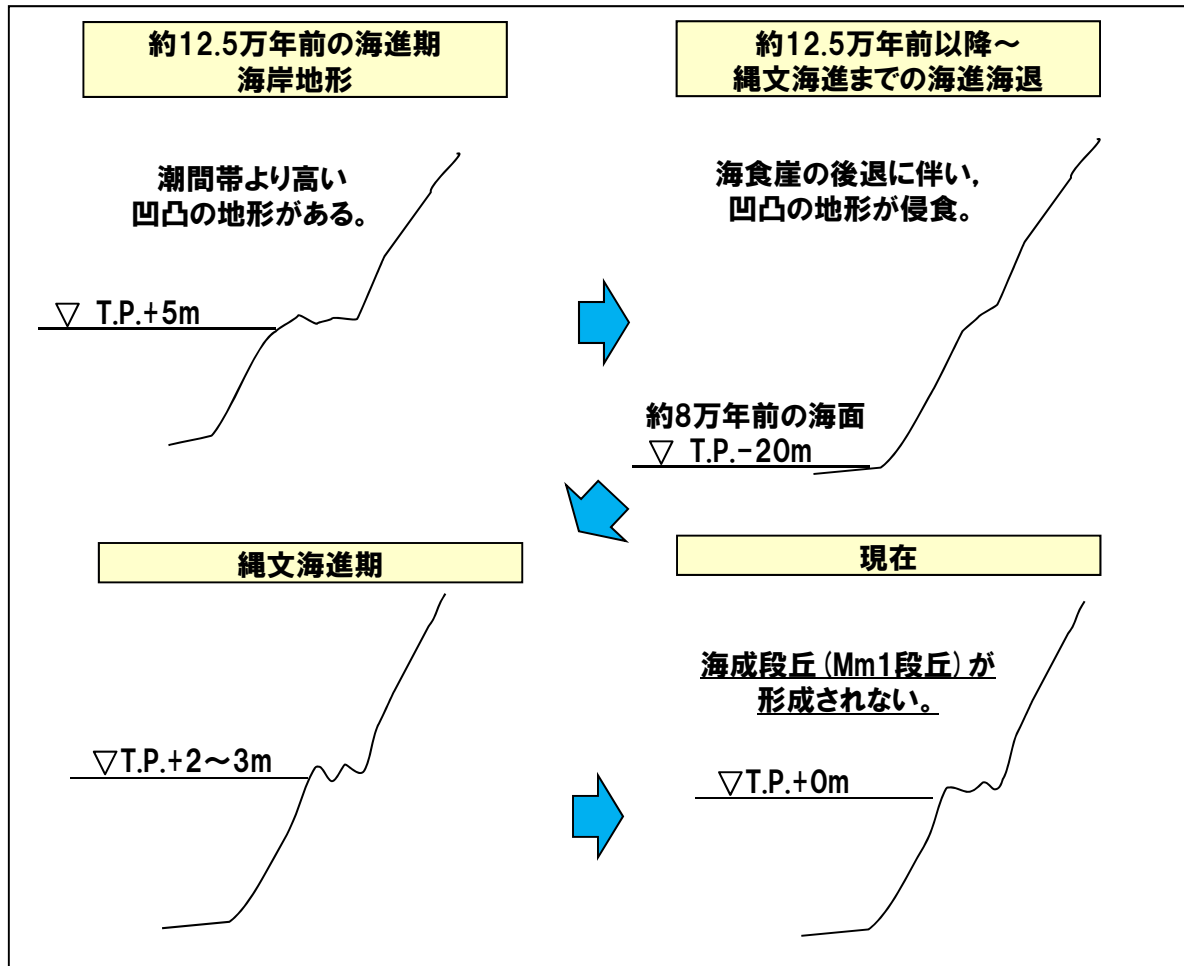 約12.5万年前の海進期
海岸地形
潮間帯より高い
凹凸の地形がある。
▽ T.P.+5m
約12.5万年前以降～
縄文海進までの海進海退
海食崖の後退に伴い，
凹凸の地形が侵食。
約8万年前の海面
▽ T.P.-20m
縄文海進期
▽T.P.+2～3m
現在
海成段丘（Mm1段丘）が
形成されない。
▽T.P.+0m